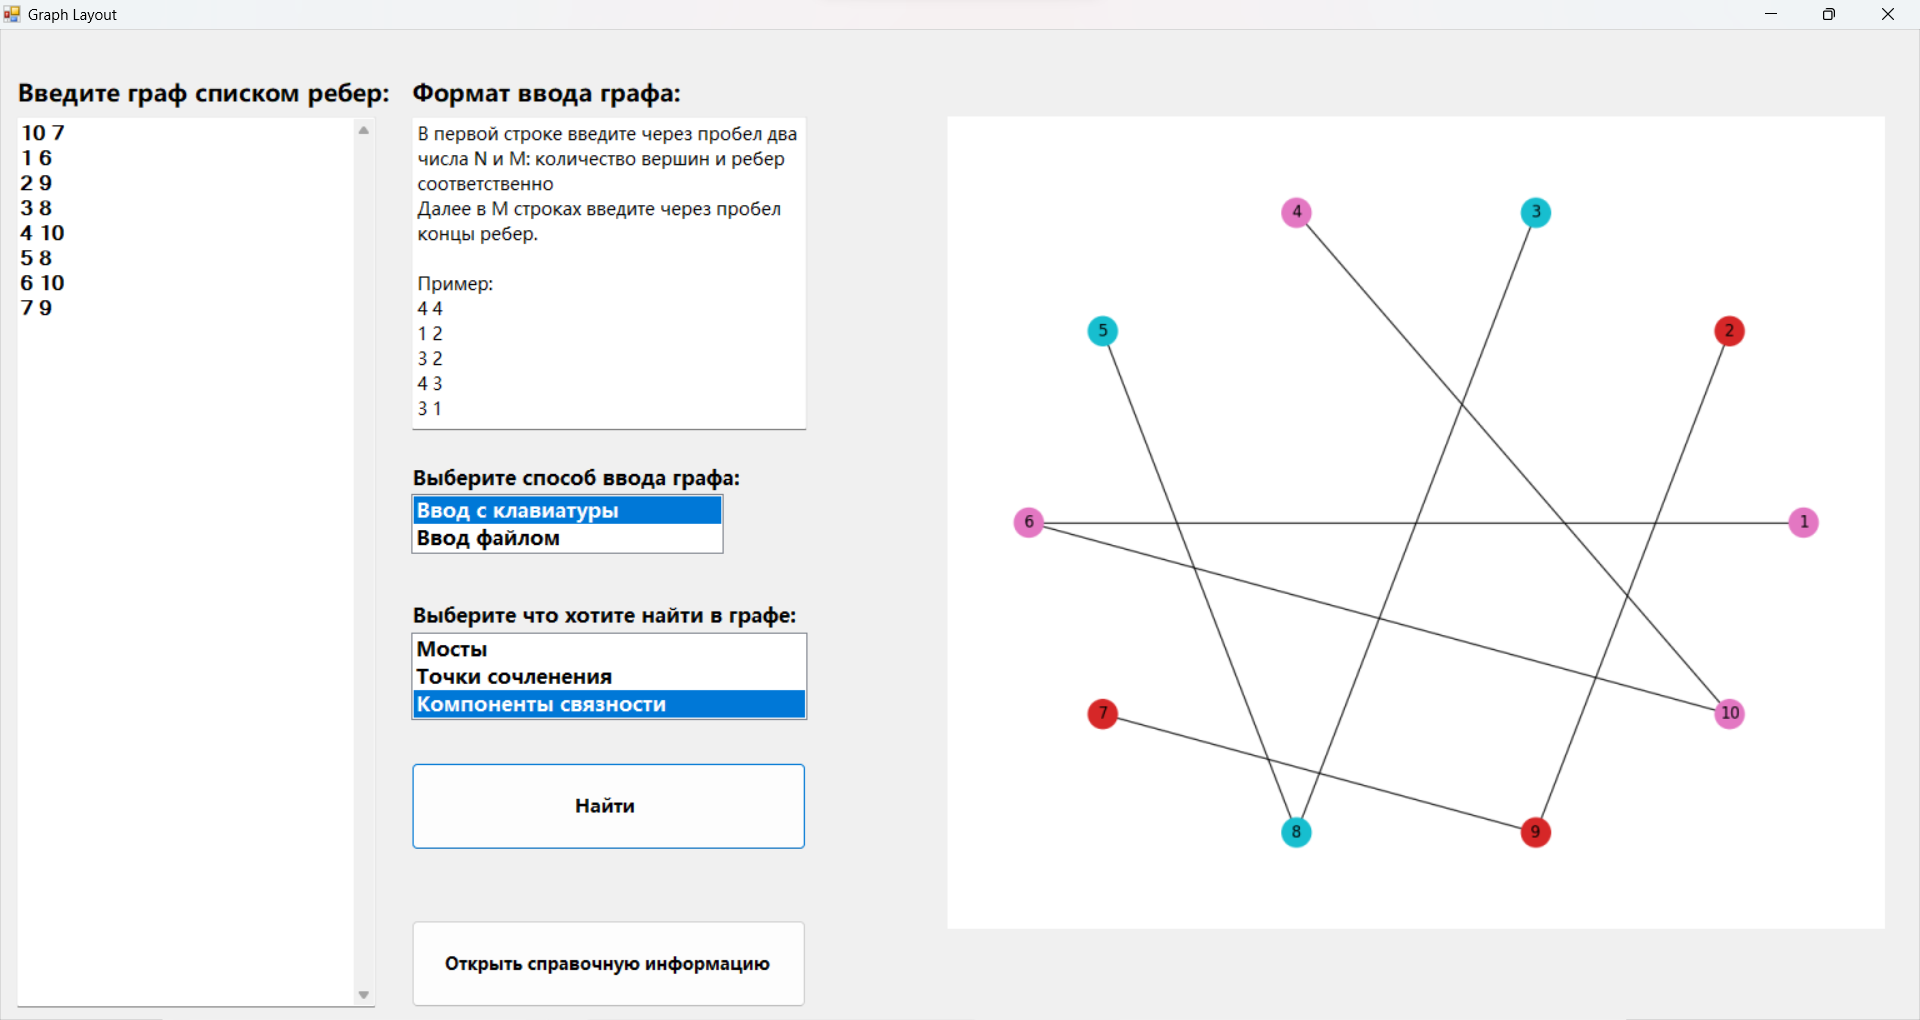 Graph Layout
Введите граф списком ребер:
10 7
1 6
2 9
3 8
4 10
5 8
6 10
7 9
Формат ввода графа:
В первой строке введите через пробел два
числа N и M: количество вершин и ребер
соответственно
Далее в M строках введите через пробел
концы ребер.
Пример:
4 4
1 2
3 2
4 3
3 1
Выберите способ ввода графа:
Ввод с клавиатуры
Ввод файлом
Выберите что хотите найти в графе:
Мосты
Точки сочленения
Компоненты связности
Найти
Открыть справочную информацию
4
3
5
2
6
1
7
10
8
9